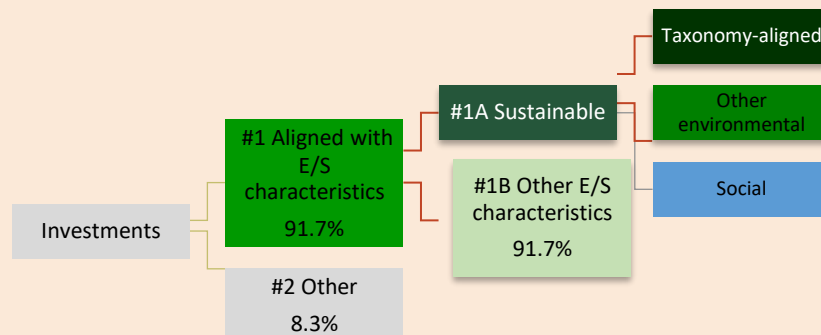 Investments
#1 Aligned with
E/S
characteristics
91.7%
#2 Other
8.3%
#1A Sustainable
#1B Other E/S
characteristics
91.7%
Taxonomy-aligned
Other
environmental
Social